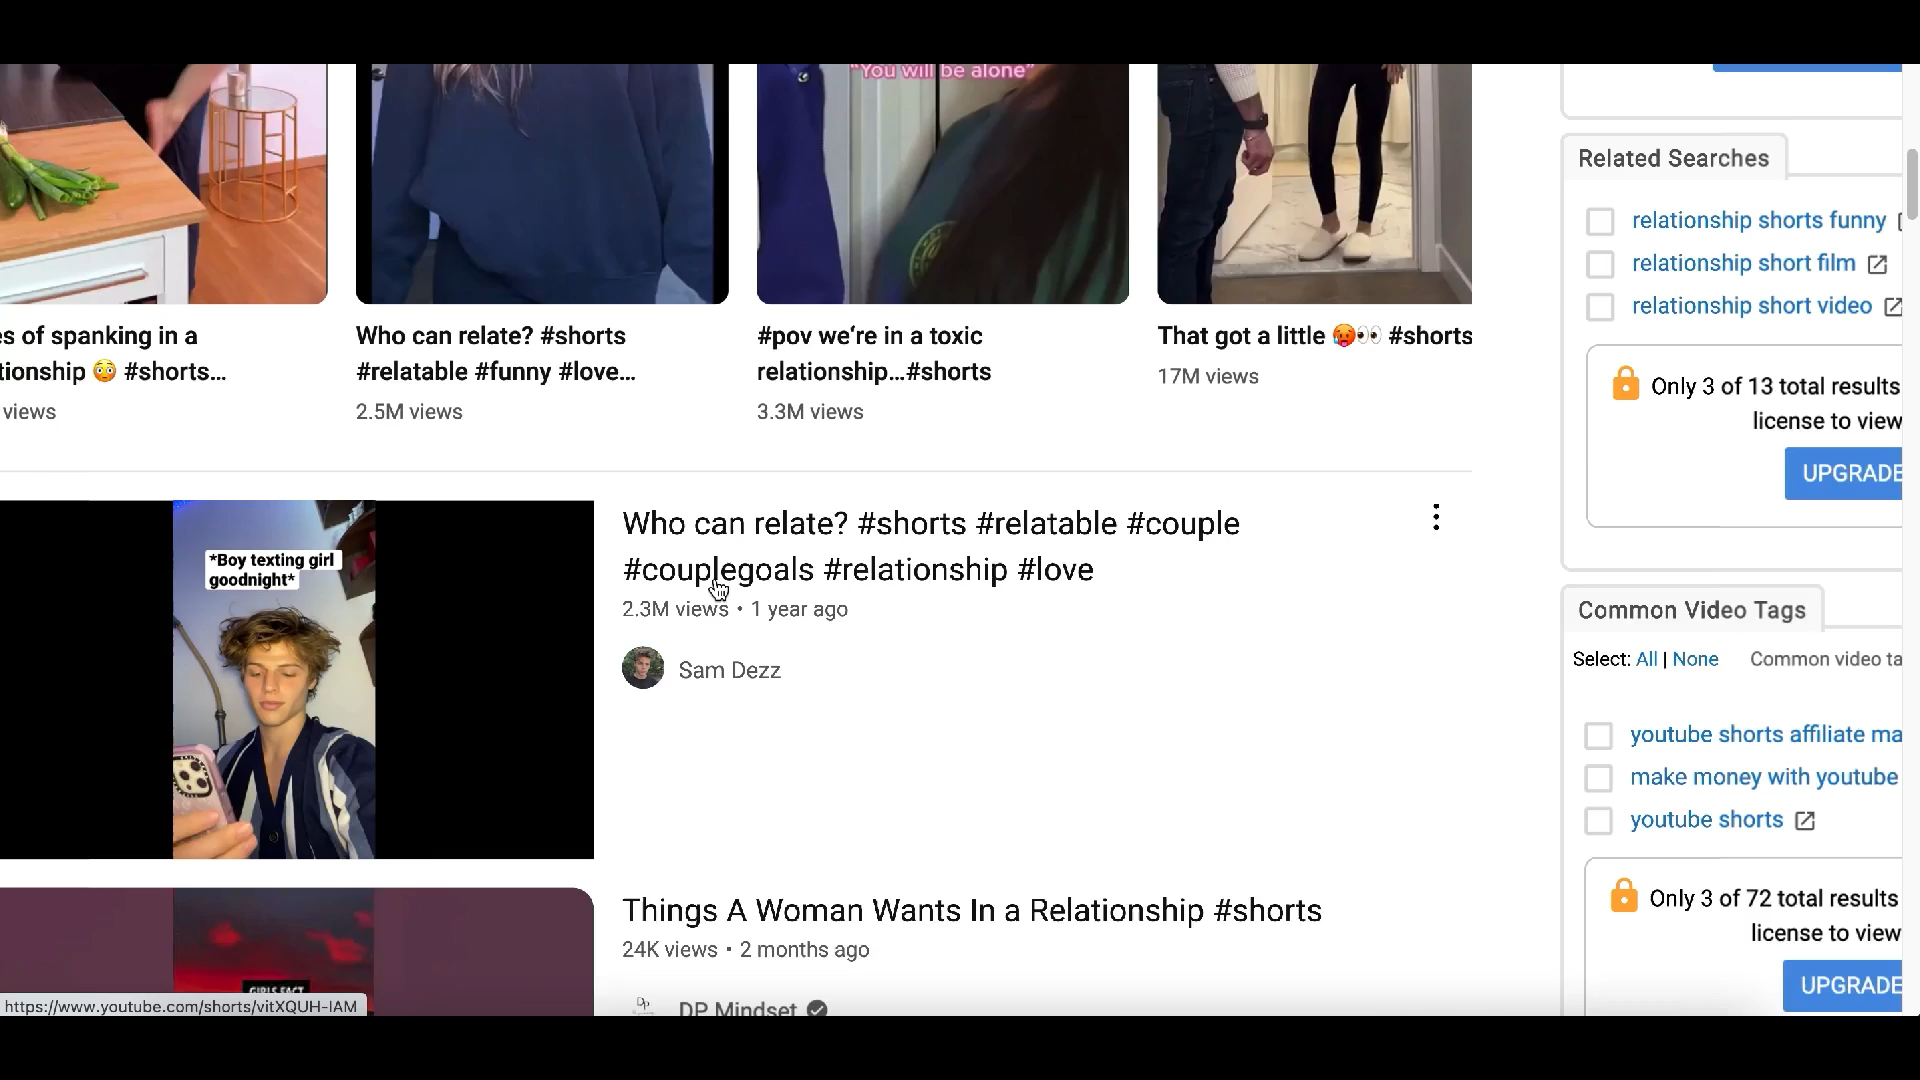 "You will be alone"
es of spanking in a
tionship 😳 #shorts...
views
Who can relate? #shorts
#relatable #funny #love...
2.5M views
#pov we're in a toxic
relationship...#shorts
3.3M views
That got a little 🥵👀 #shorts
17M views
*Boy texting girl
goodnight*
Who can relate? #shorts #relatable #couple
#couplegoals #relationship #love
2.3M views • 1 year ago
Sam Dezz
GIRLS FACT
Things A Woman Wants In a Relationship #shorts
24K views • 2 months ago
Dp
DP Mindset
https://www.youtube.com/shorts/vitXQUH-IAM
Related Searches
relationship shorts funny
relationship short film
relationship short video
Only 3 of 13 total results
license to view
UPGRADE
Common Video Tags
Select: All | None Common video ta
youtube shorts affiliate ma
make money with youtube
youtube shorts
Only 3 of 72 total results
license to view
UPGRADE